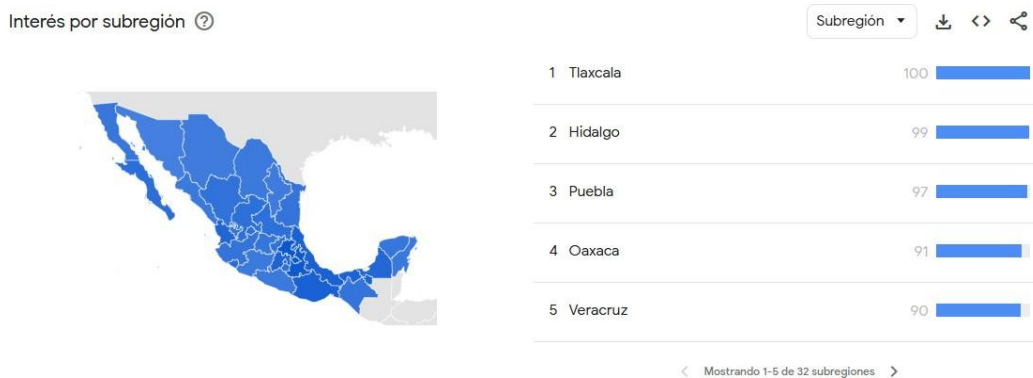 Interés por subregión
Subregión
1 Tlaxcala 100
2 Hidalgo 99
3 Puebla 97
4 Oaxaca 91
5 Veracruz 90
Mostrando 1-5 de 32 subregiones